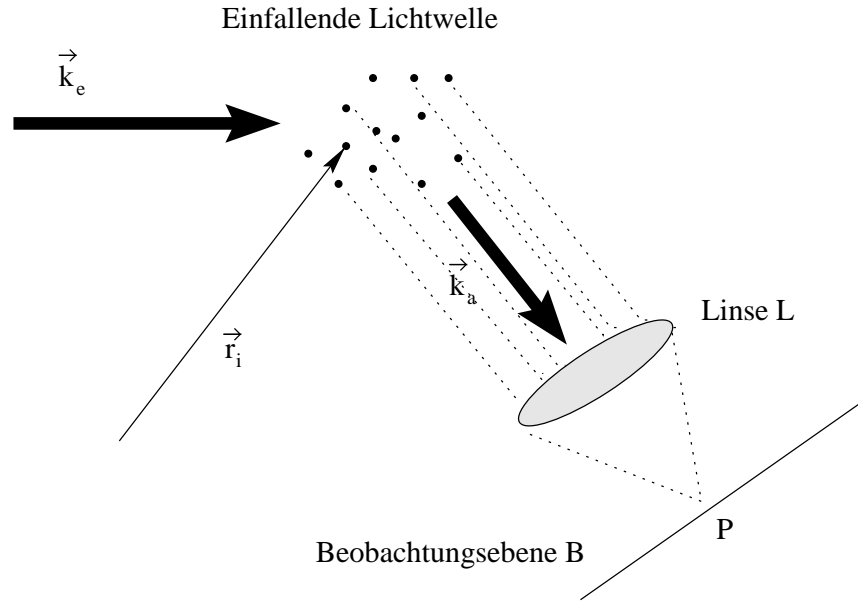 Einfallende Lichtwelle
k⃗ₑ
k⃗ₐ
Linse L
r⃗ᵢ
P
Beobachtungsebene B